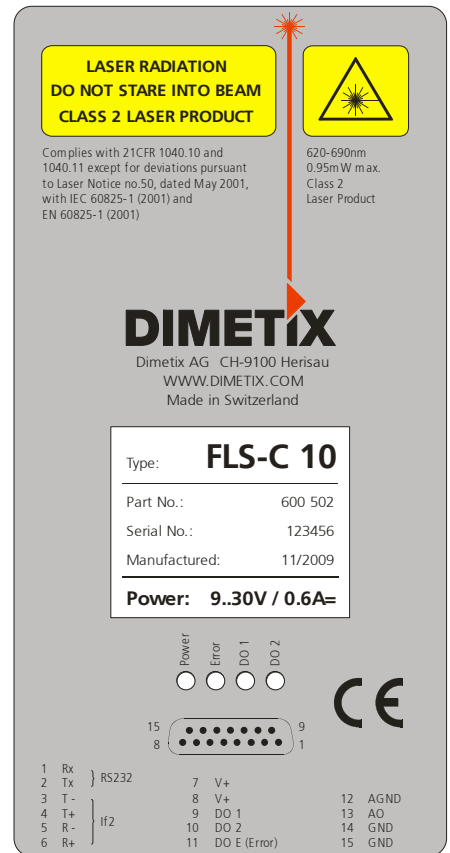 LASER RADIATION
DO NOT STARE INTO BEAM
CLASS 2 LASER PRODUCT
Complies with 21CFR 1040.10 and
1040.11 except for deviations pursuant
to Laser Notice no.50, dated May 2001,
with IEC 60825-1 (2001) and
EN 60825-1 (2001)
620-690nm
0.95mW max.
Class 2
Laser Product
DIMETIX
Dimetix AG CH-9100 Herisau
WWW.DIMETIX.COM
Made in Switzerland
Type: FLS-C 10
Part No.: 600 502
Serial No.: 123456
Manufactured: 11/2009
Power: 9..30V / 0.6A=
Power Error DO 1 DO 2
CE
15 9
8 1
1 Rx
2 Tx
RS232
3 T -
4 T+
5 R -
6 R+
If2
7 V+
8 V+
9 DO 1
10 DO 2
11 DO E (Error)
12 AGND
13 AO
14 GND
15 GND